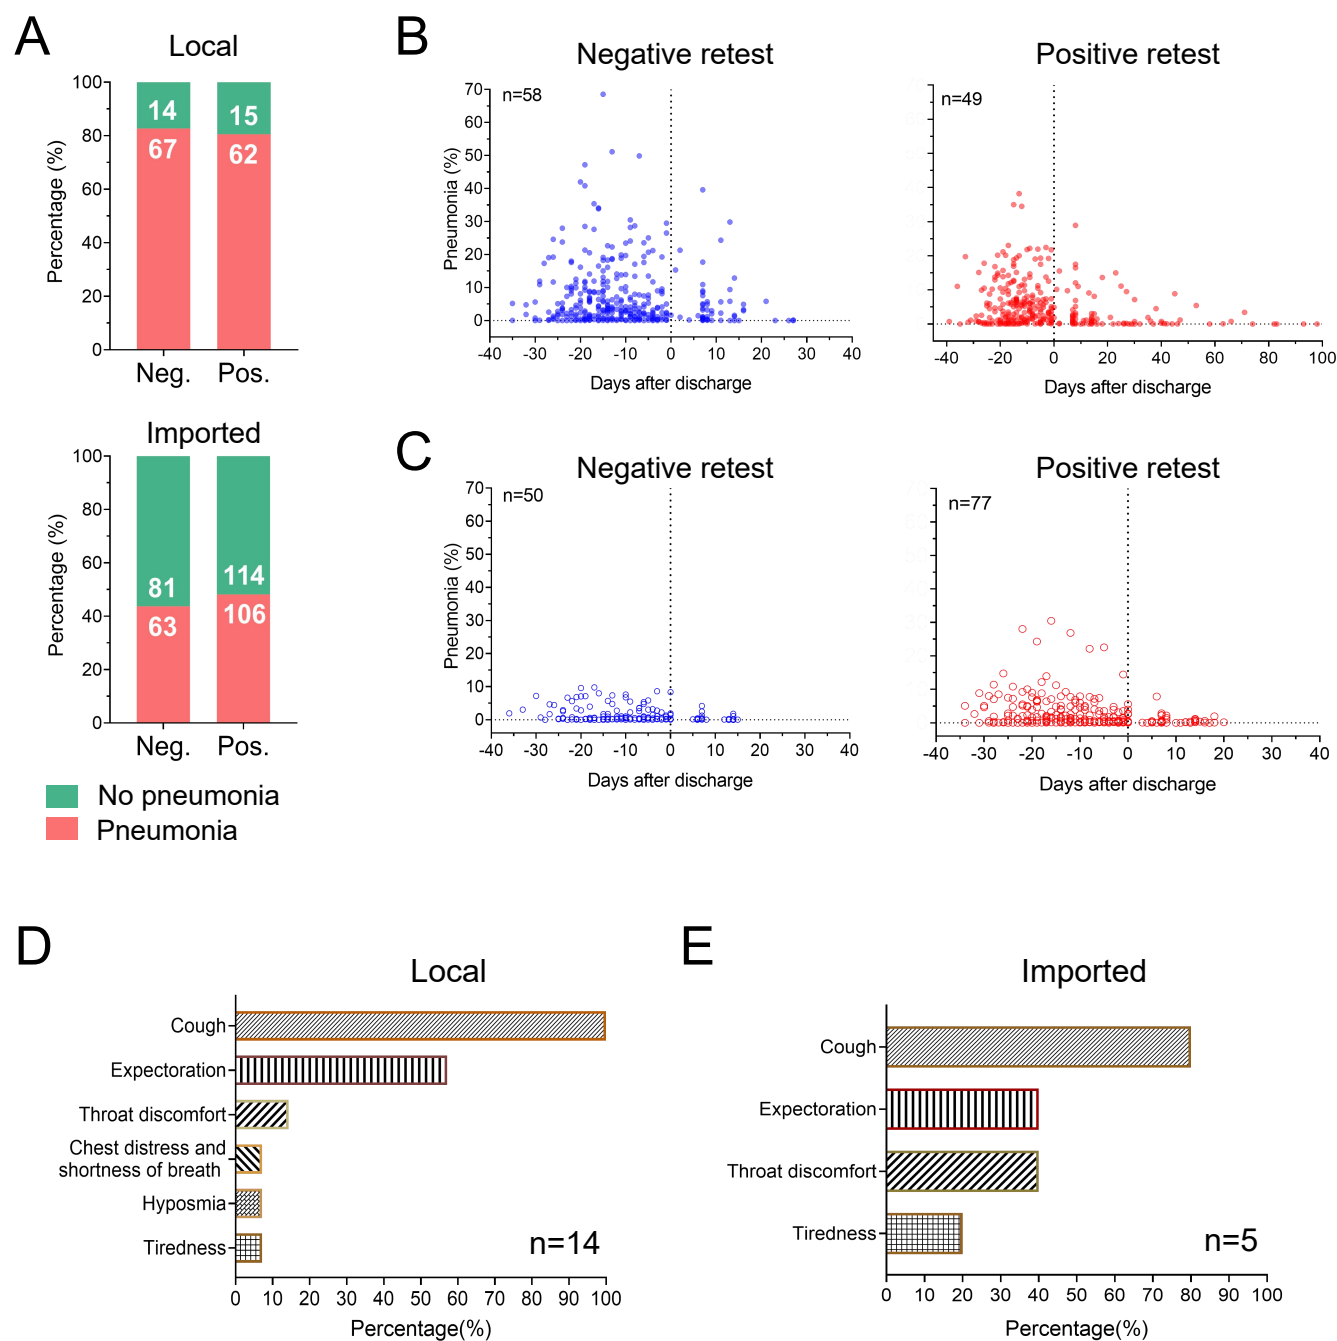 A
Local
100
80
60
40
20
0
Percentage (%)
14
67
15
62
Neg.
Pos.
Imported
100
80
60
40
20
0
Percentage (%)
81
63
114
106
Neg.
Pos.
No pneumonia
Pneumonia
B
Negative retest
n=58
70
60
50
40
30
20
10
0
Pneumonia (%)
-40 -30 -20 -10 0 10 20 30 40
Days after discharge
Positive retest
n=49
-40 -20 0 20 40 60 80 100
Days after discharge
C
Negative retest
n=50
70
60
50
40
30
20
10
0
Pneumonia (%)
-40 -30 -20 -10 0 10 20 30 40
Days after discharge
Positive retest
n=77
-40 -30 -20 -10 0 10 20 30 40
Days after discharge
D
Local
Cough
Expectoration
Throat discomfort
Chest distress and
shortness of breath
Hyposmia
Tiredness
n=14
0 10 20 30 40 50 60 70 80 90 100
Percentage(%)
E
Imported
Cough
Expectoration
Throat discomfort
Tiredness
n=5
0 10 20 30 40 50 60 70 80 90 100
Percentage(%)